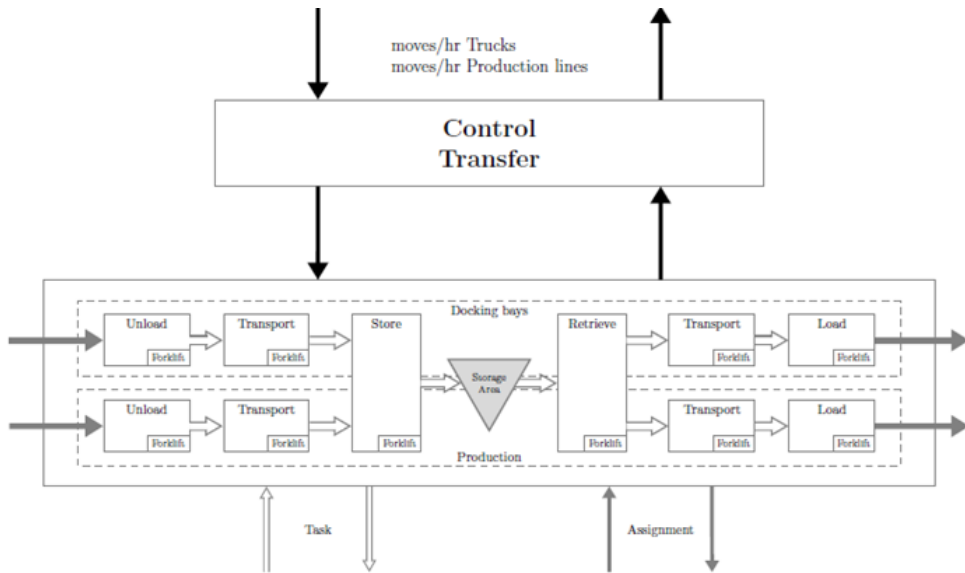 moves/hr Trucks
moves/hr Production lines
Control
Transfer
Docking bays
Unload
Forklift
Transport
Forklift
Store
Forklift
Storage
Area
Retrieve
Forklift
Transport
Forklift
Load
Forklift
Unload
Forklift
Transport
Forklift
Transport
Forklift
Load
Forklift
Production
Task
Assignment